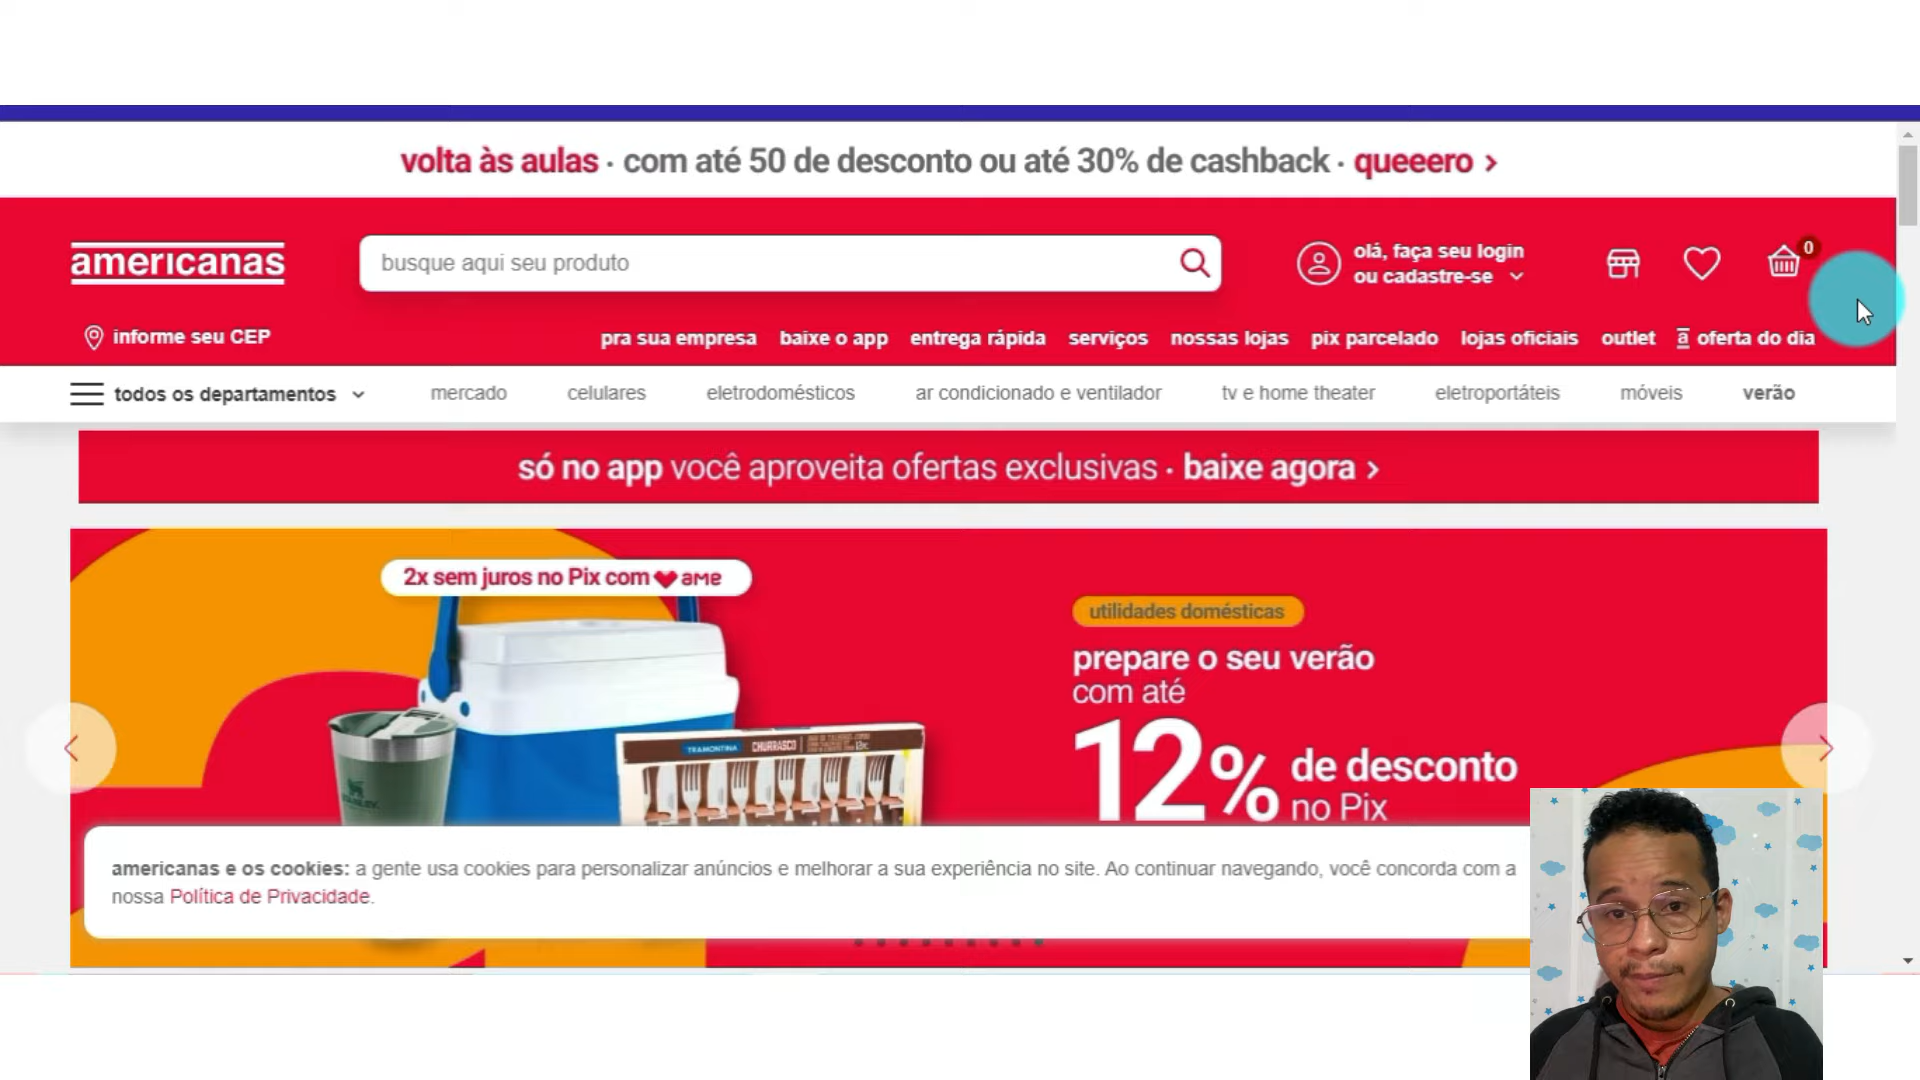 volta às aulas · com até 50 de desconto ou até 30% de cashback · queeero >
americanas
busque aqui seu produto
olá, faça seu login
ou cadastre-se
0
informe seu CEP
pra sua empresa baixe o app entrega rápida serviços nossas lojas pix parcelado lojas oficiais outlet a oferta do dia
todos os departamentos mercado celulares eletrodomésticos ar condicionado e ventilador tv e home theater eletroportáteis móveis verão
só no app você aproveita ofertas exclusivas · baixe agora >
2x sem juros no Pix com ame
utilidades domésticas
prepare o seu verão
com até
12% de desconto
no Pix
TRAMONTINA CHURRASCO
STANLEY
americanas e os cookies: a gente usa cookies para personalizar anúncios e melhorar a sua experiência no site. Ao continuar navegando, você concorda com a
nossa Política de Privacidade.